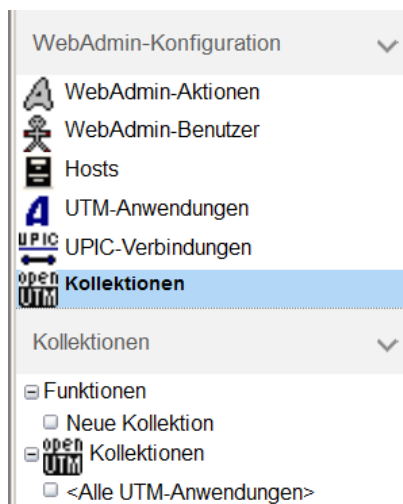 WebAdmin-Konfiguration
WebAdmin-Aktionen
WebAdmin-Benutzer
Hosts
UTM-Anwendungen
UPIC UPIC-Verbindungen
open UTM Kollektionen
Kollektionen
Funktionen
Neue Kollektion
open UTM Kollektionen
<Alle UTM-Anwendungen>